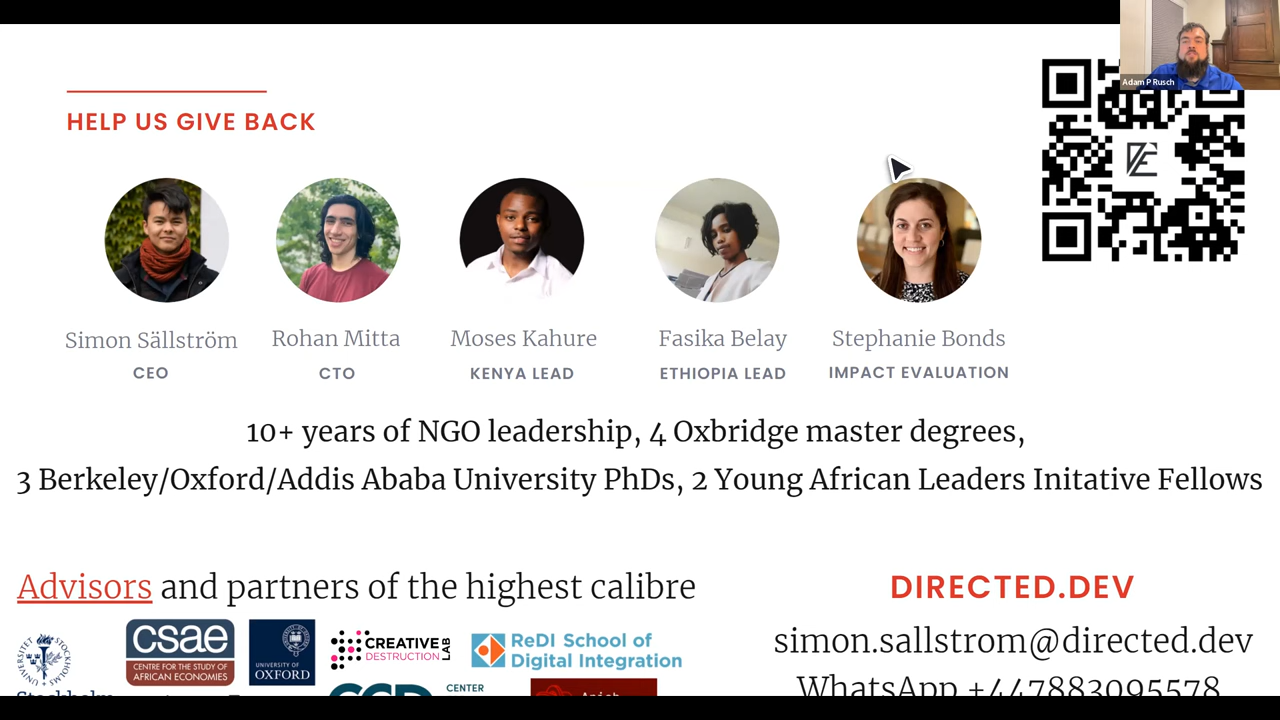 Adam P Rusch
HELP US GIVE BACK
Simon Sällström
CEO
Rohan Mitta
CTO
Moses Kahure
KENYA LEAD
Fasika Belay
ETHIOPIA LEAD
Stephanie Bonds
IMPACT EVALUATION
10+ years of NGO leadership, 4 Oxbridge master degrees,
3 Berkeley/Oxford/Addis Ababa University PhDs, 2 Young African Leaders Initative Fellows
Advisors and partners of the highest calibre
csae
CENTRE FOR THE STUDY OF
AFRICAN ECONOMIES
UNIVERSITY OF
OXFORD
CREATIVE
DESTRUCTION
LAB
ReDI School of
Digital Integration
Stockholm
CENTER
DIRECTED.DEV
simon.sallstrom@directed.dev
WhatsApp +447883095578